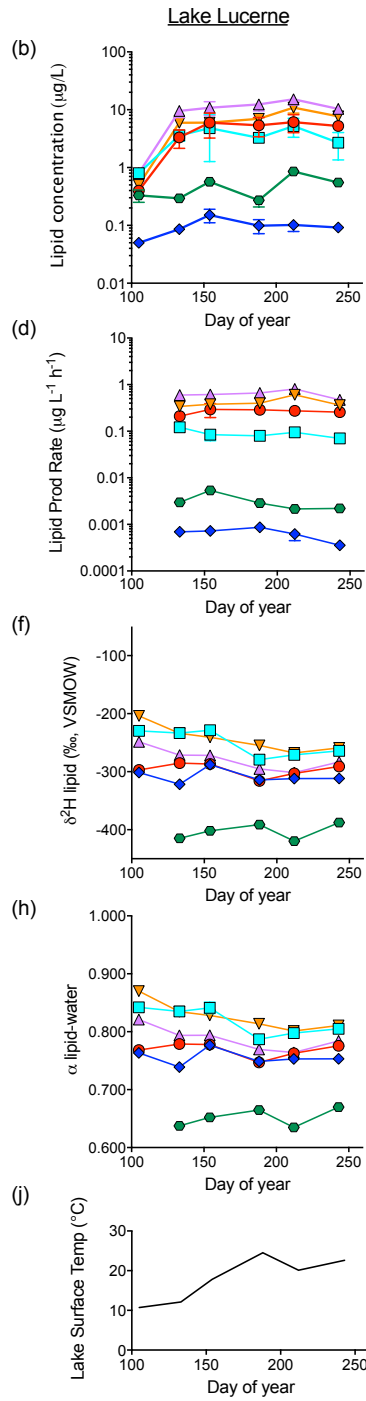 Lake Lucerne
(b)
Lipid concentration (μg/L)
100
10
1
0.1
0.01
100 150 200 250
Day of year
(d)
Lipid Prod Rate (μg L⁻¹ h⁻¹)
10
1
0.1
0.01
0.001
0.0001
100 150 200 250
Day of year
(f)
δ²H lipid (‰, VSMOW)
-100
-200
-300
-400
100 150 200 250
Day of year
(h)
α lipid-water
1.000
0.900
0.800
0.700
0.600
100 150 200 250
Day of year
(j)
Lake Surface Temp (°C)
30
20
10
0
100 150 200 250
Day of year